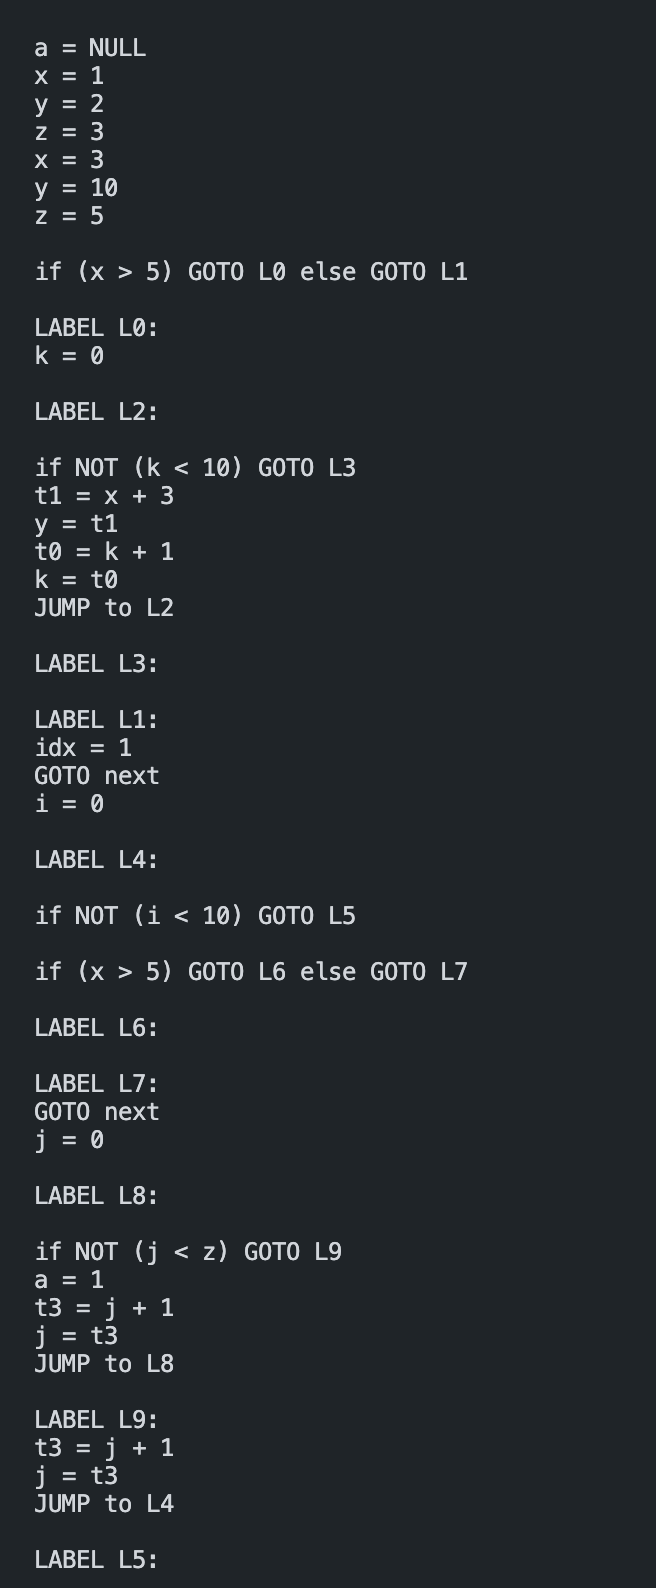 a = NULL
x = 1
y = 2
z = 3
x = 3
y = 10
z = 5
if (x > 5) GOTO L0 else GOTO L1
LABEL L0:
k = 0
LABEL L2:
if NOT (k < 10) GOTO L3
t1 = x + 3
y = t1
t0 = k + 1
k = t0
JUMP to L2
LABEL L3:
LABEL L1:
idx = 1
GOTO next
i = 0
LABEL L4:
if NOT (i < 10) GOTO L5
if (x > 5) GOTO L6 else GOTO L7
LABEL L6:
LABEL L7:
GOTO next
j = 0
LABEL L8:
if NOT (j < z) GOTO L9
a = 1
t3 = j + 1
j = t3
JUMP to L8
LABEL L9:
t3 = j + 1
j = t3
JUMP to L4
LABEL L5: